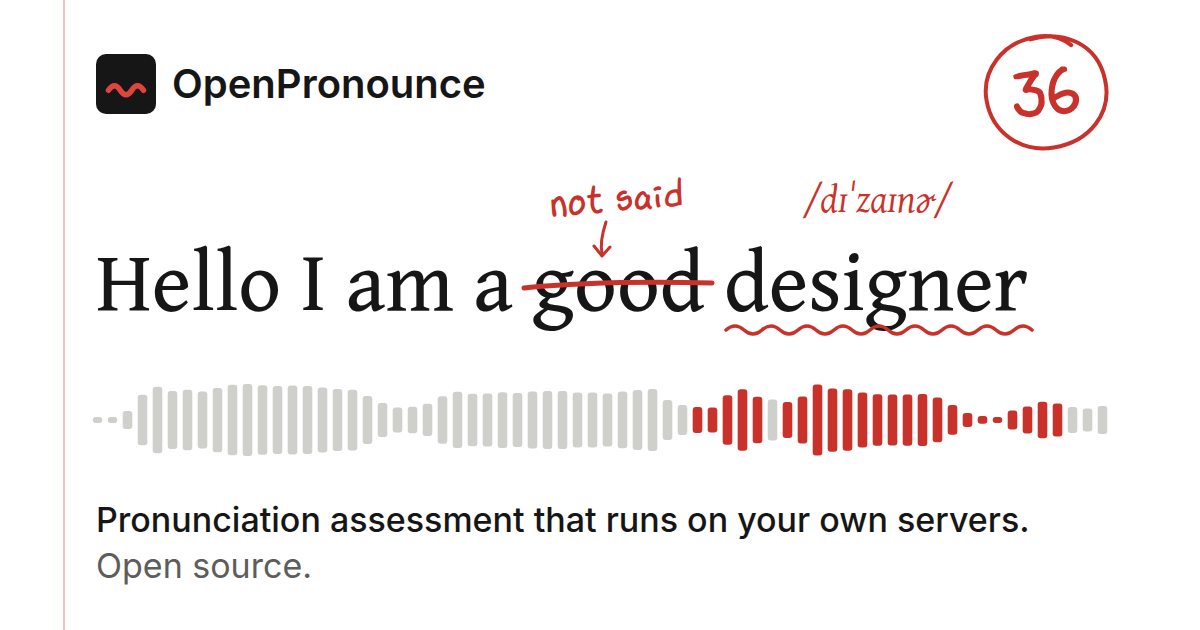 OpenPronounce
36
not said
/dɪˈzaɪnɚ/
Hello I am a good designer
Pronunciation assessment that runs on your own servers.
Open source.